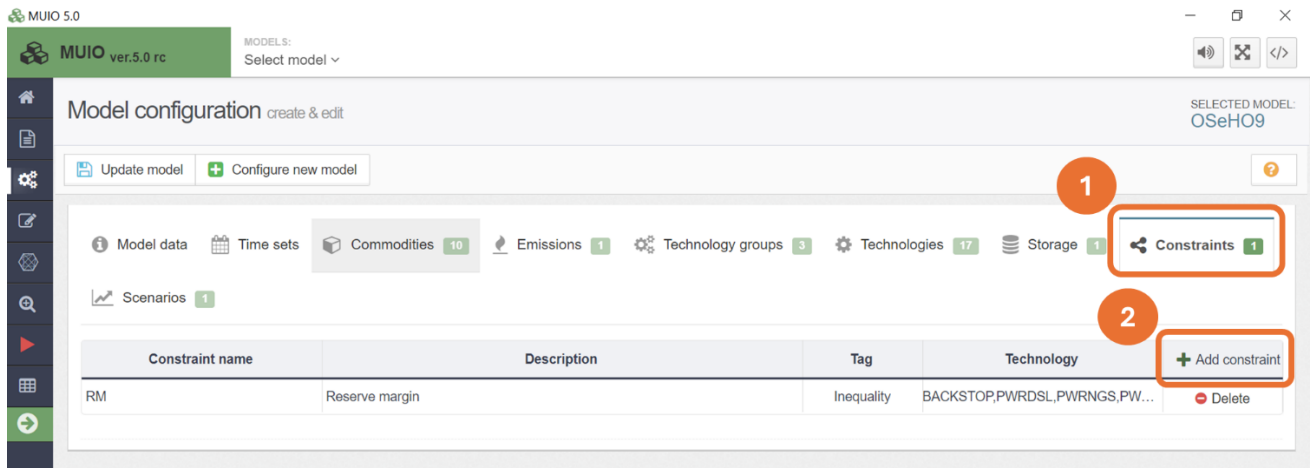 MUIO 5.0
MUIO ver.5.0 rc
MODELS:
Select model
Model configuration create & edit
SELECTED MODEL:
OSeHO9
Update model
Configure new model
1
Model data
Time sets
Commodities 10
Emissions 1
Technology groups 3
Technologies 17
Storage 1
Constraints 1
Scenarios 1
2
Constraint name
Description
Tag
Technology
Add constraint
RM
Reserve margin
Inequality
BACKSTOP,PWRDSL,PWRNGS,PW...
Delete